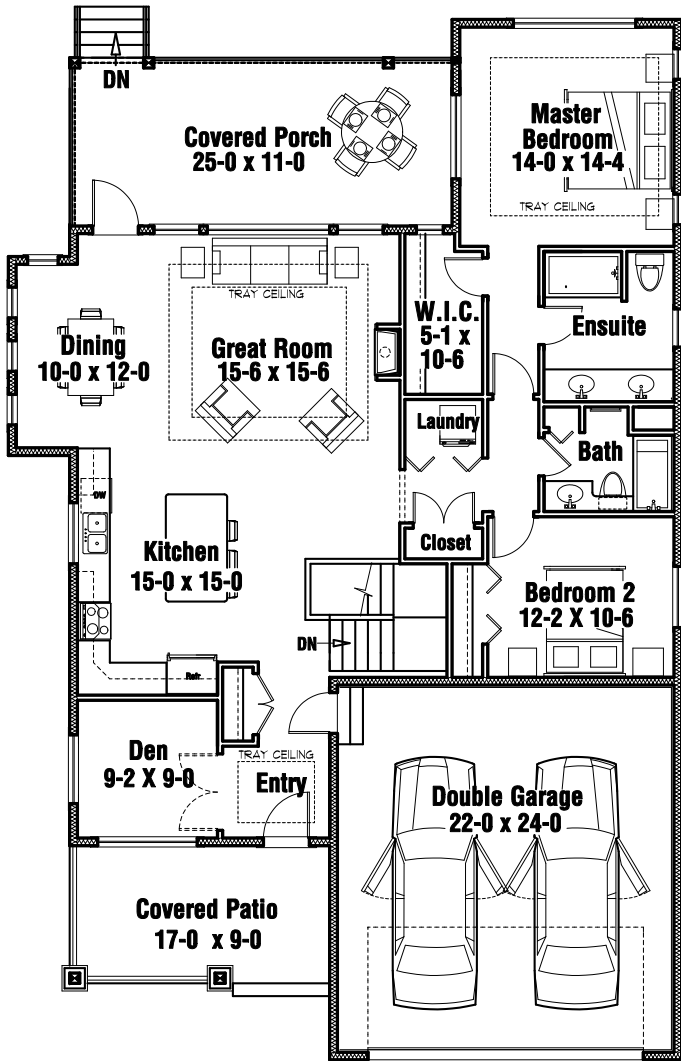 DN
Covered Porch
25-0 x 11-0
Master
Bedroom
14-0 x 14-4
TRAY CEILING
TRAY CEILING
W.I.C.
5-1 x
10-6
Ensuite
Dining
10-0 x 12-0
Great Room
15-6 x 15-6
Laundry
Bath
DW
Kitchen
15-0 x 15-0
Closet
Bedroom 2
12-2 X 10-6
DN
Refr
Den
9-2 X 9-0
TRAY CEILING
Entry
Double Garage
22-0 x 24-0
Covered Patio
17-0 x 9-0